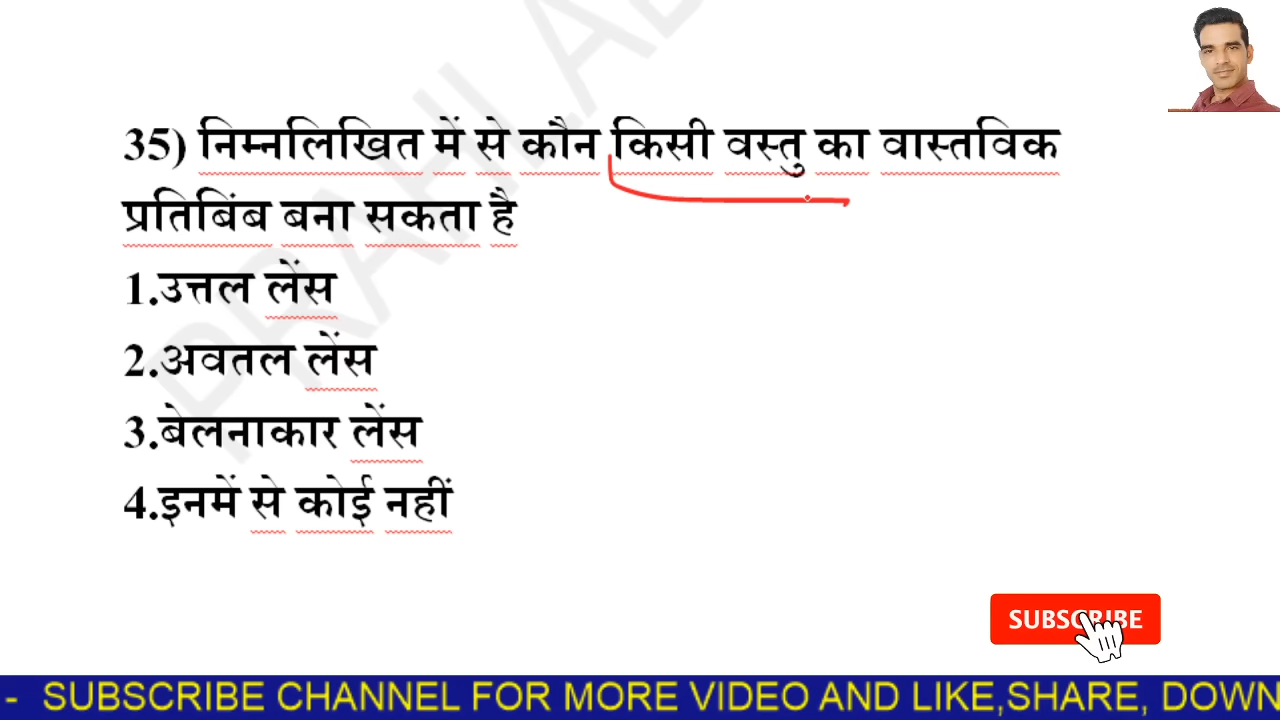 35) निम्नलिखित में से कौन किसी वस्तु का वास्तविक
प्रतिबिंब बना सकता है
1.उत्तल लेंस
2.अवतल लेंस
3.बेलनाकार लेंस
4.इनमें से कोई नहीं
SUBSCRIBE
- SUBSCRIBE CHANNEL FOR MORE VIDEO AND LIKE,SHARE, DOWN